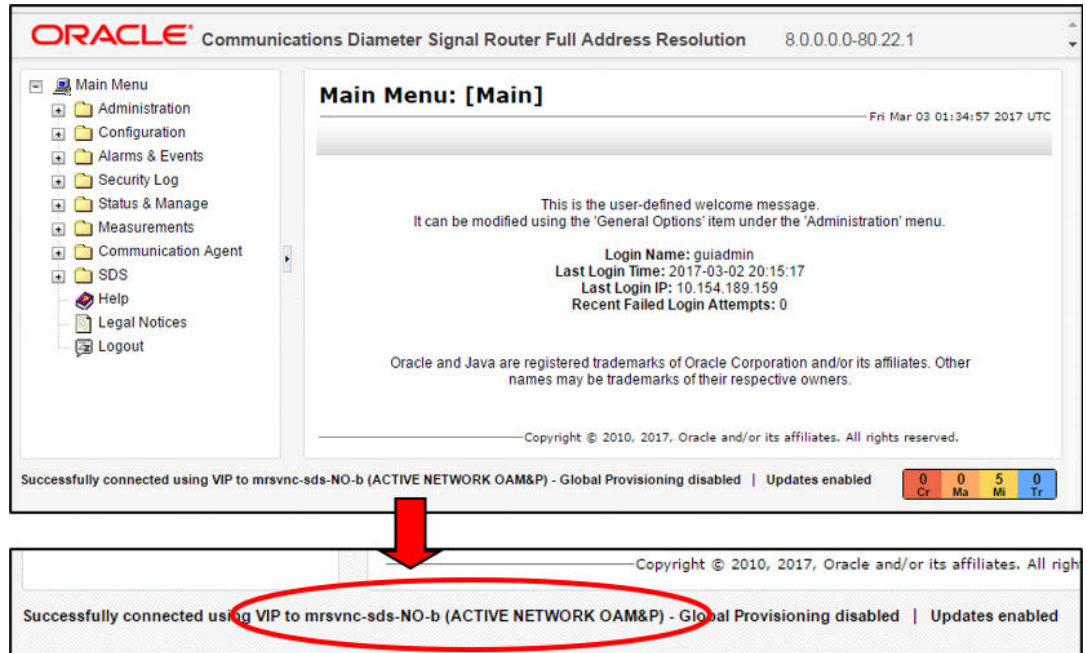 ORACLE® Communications Diameter Signal Router Full Address Resolution 8.0.0.0.0-80.22.1
Main Menu
Administration
Configuration
Alarms & Events
Security Log
Status & Manage
Measurements
Communication Agent
SDS
Help
Legal Notices
Logout
Main Menu: [Main]
Fri Mar 03 01:34:57 2017 UTC
This is the user-defined welcome message.
It can be modified using the 'General Options' item under the 'Administration' menu.
Login Name: guiadmin
Last Login Time: 2017-03-02 20:15:17
Last Login IP: 10.154.189.159
Recent Failed Login Attempts: 0
Oracle and Java are registered trademarks of Oracle Corporation and/or its affiliates. Other
names may be trademarks of their respective owners.
Copyright © 2010, 2017, Oracle and/or its affiliates. All rights reserved.
Successfully connected using VIP to mrsvnc-sds-NO-b (ACTIVE NETWORK OAM&P) - Global Provisioning disabled | Updates enabled
0 0 5 0
Cr Ma Mi Tr
Copyright © 2010, 2017, Oracle and/or its affiliates. All righ
Successfully connected using VIP to mrsvnc-sds-NO-b (ACTIVE NETWORK OAM&P) - Global Provisioning disabled | Updates enabled